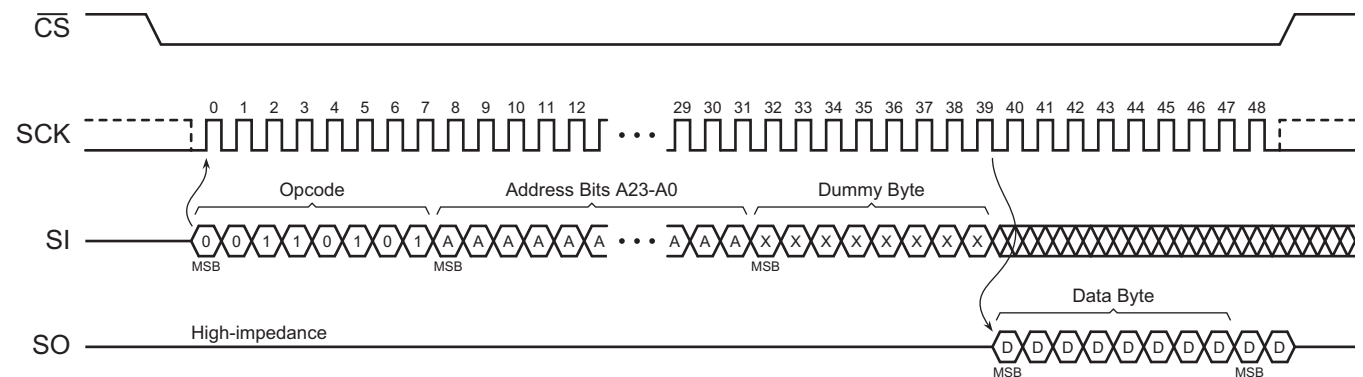 CS
0 1 2 3 4 5 6 7 8 9 10 11 12 29 30 31 32 33 34 35 36 37 38 39 40 41 42 43 44 45 46 47 48
SCK
Opcode Address Bits A23-A0 Dummy Byte
SI 0 0 1 1 0 1 0 1 A A A A A A • • • A A A X X X X X X X X
MSB MSB MSB
Data Byte
High-impedance
SO D D D D D D D D D D
MSB MSB